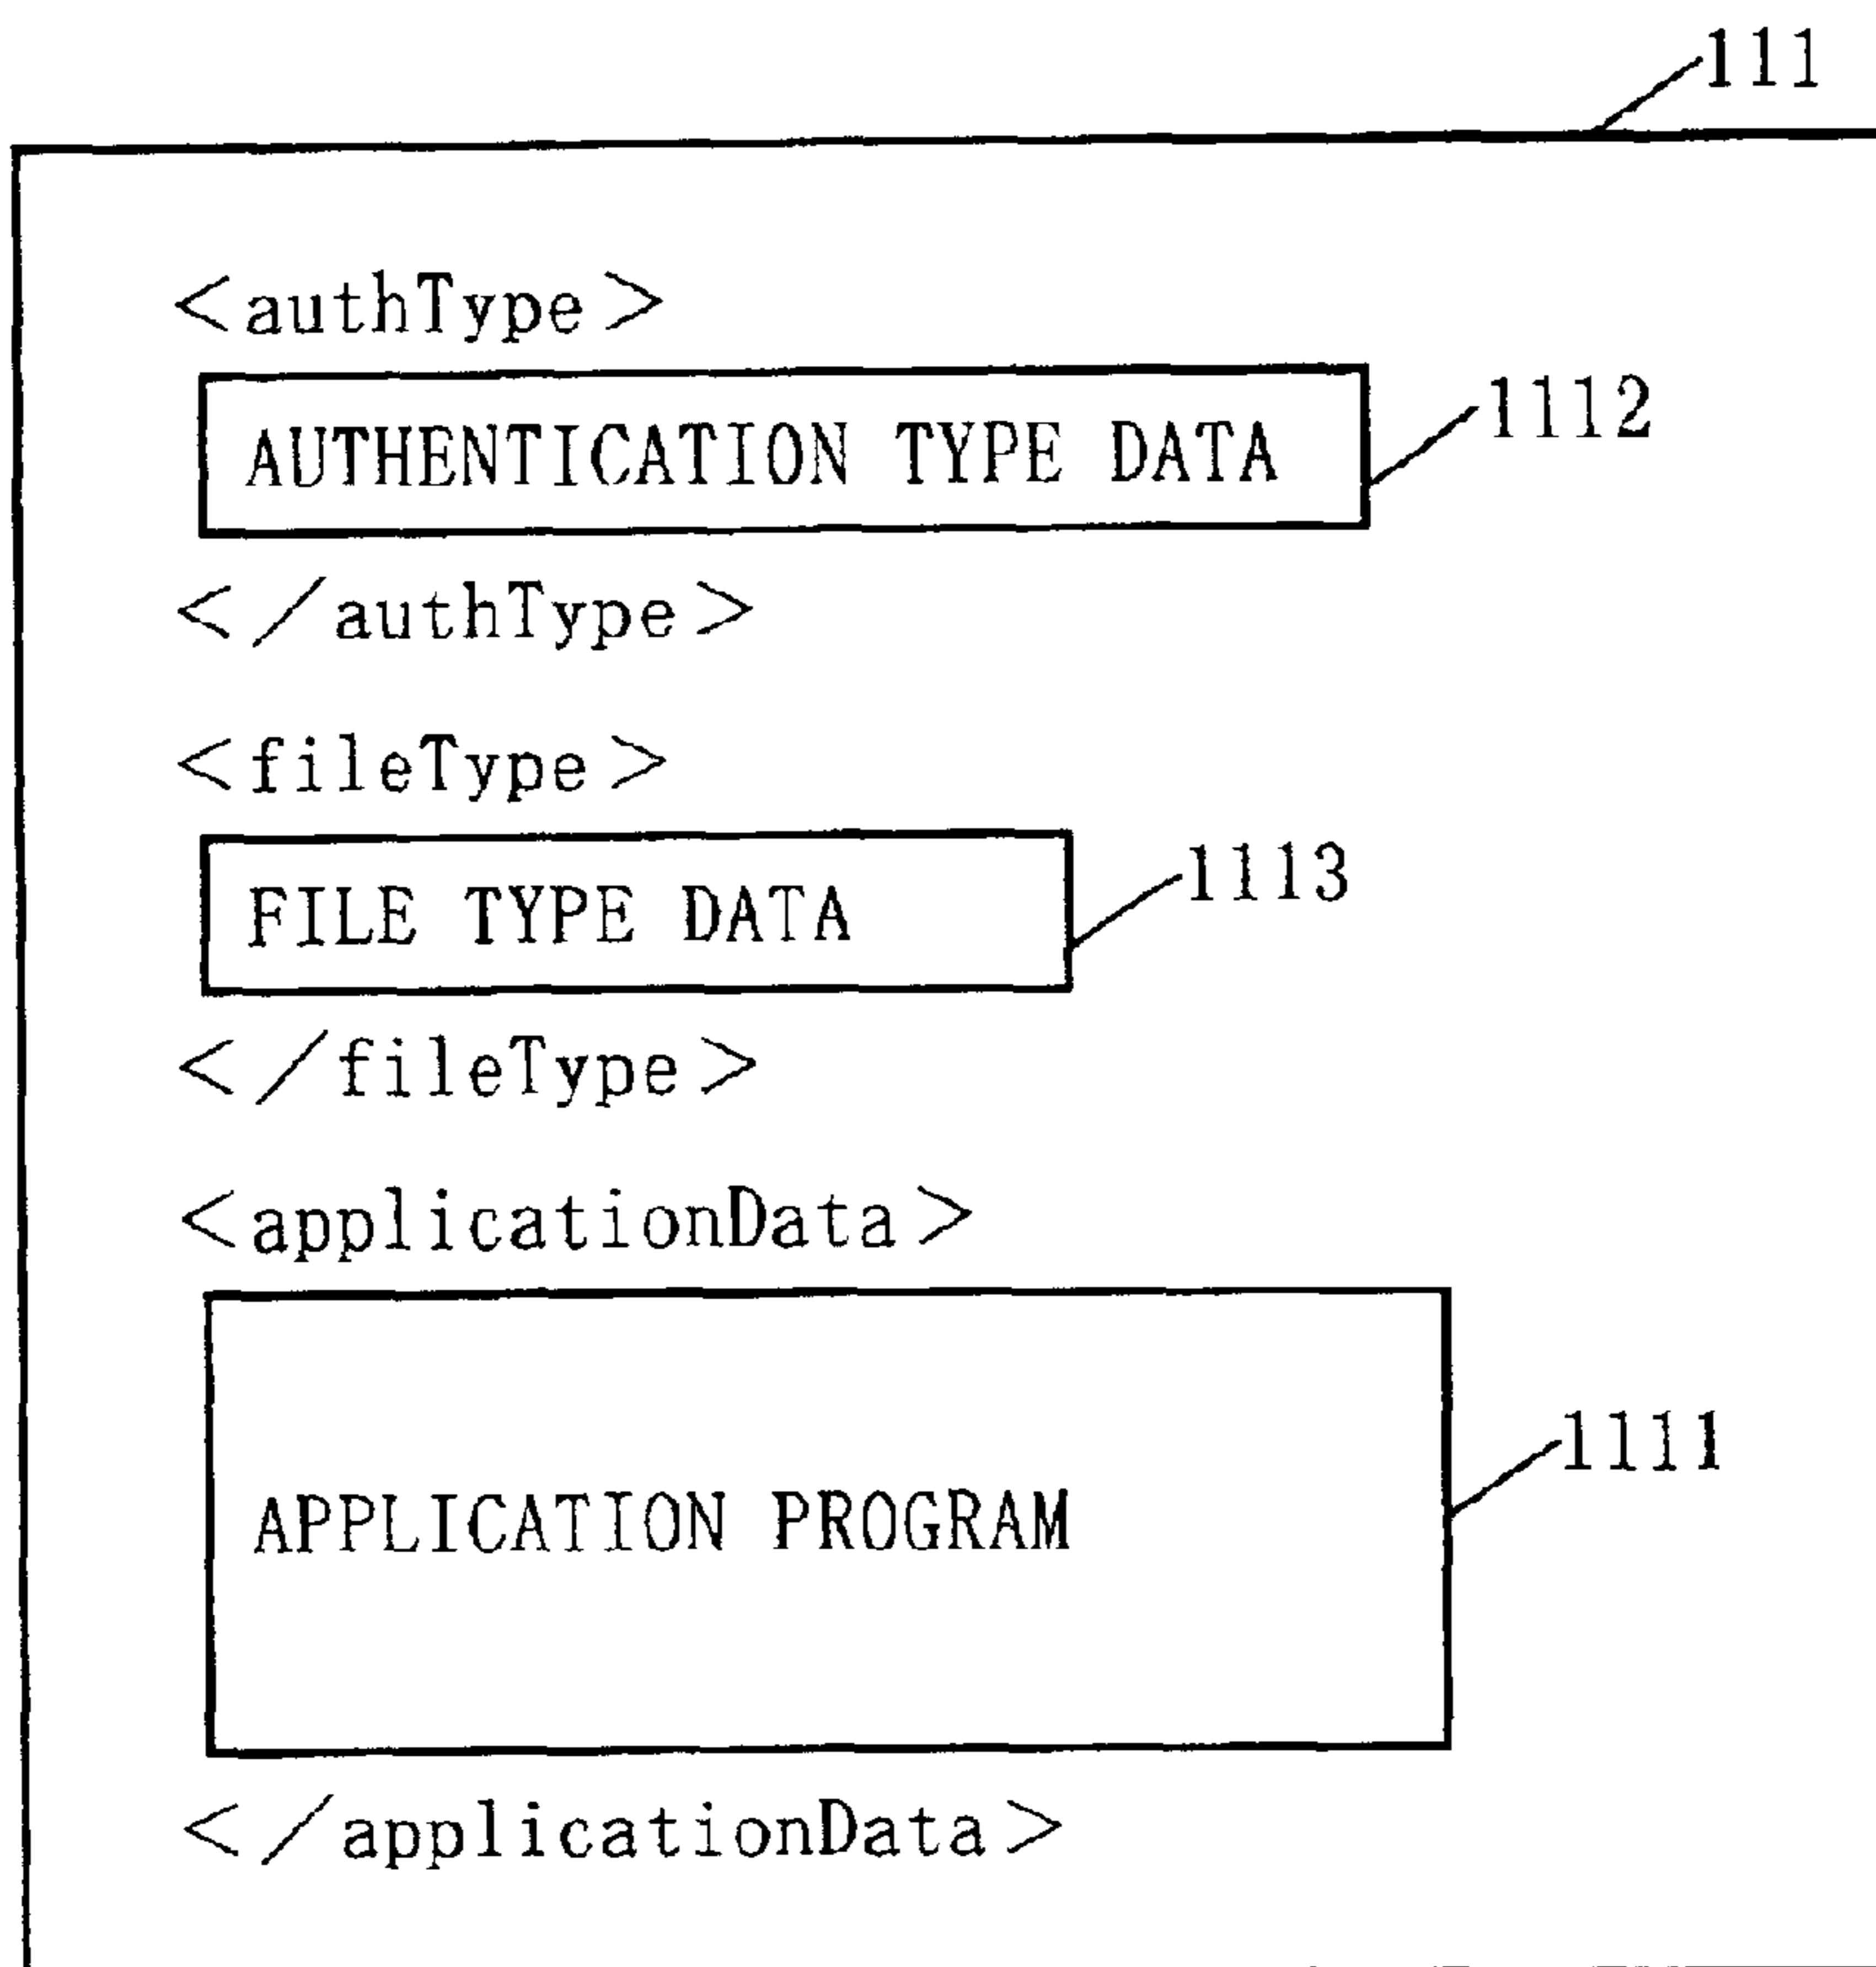 111
<authType>
AUTHENTICATION TYPE DATA
1112
</authType>
<fileType>
FILE TYPE DATA
1113
</fileType>
<applicationData>
APPLICATION PROGRAM
1111
</applicationData>